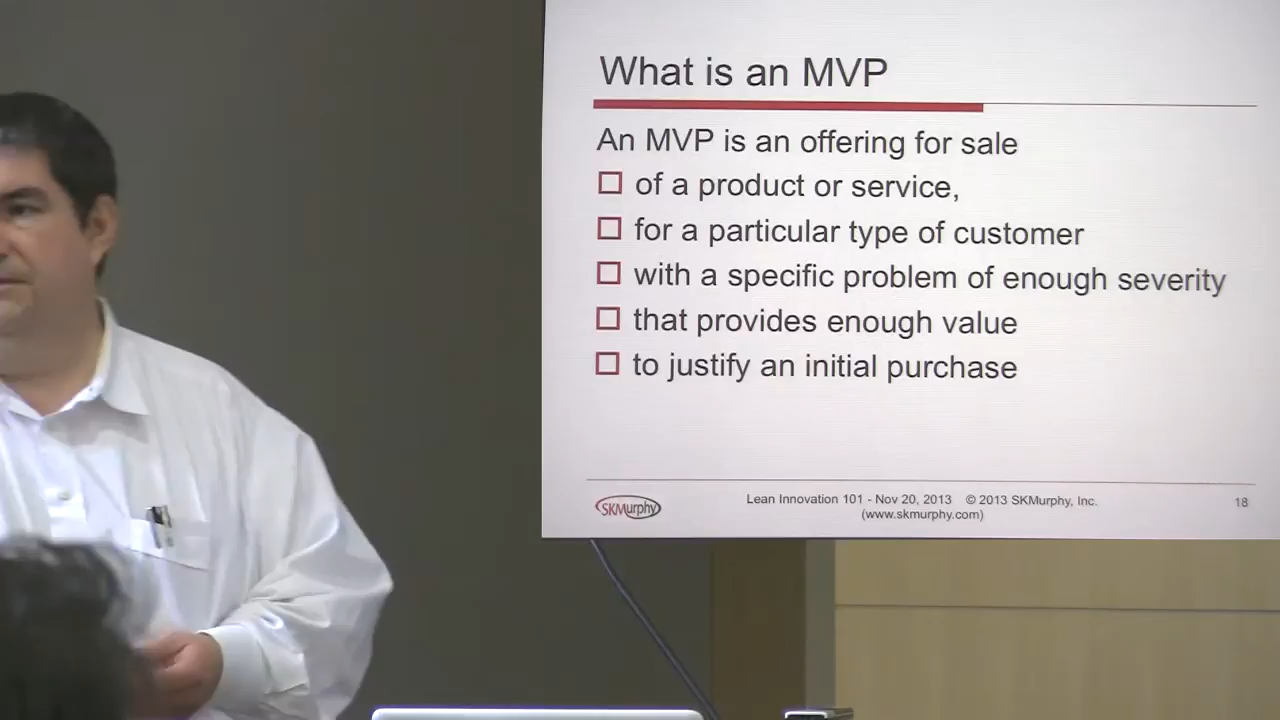 What is an MVP
An MVP is an offering for sale
of a product or service,
for a particular type of customer
with a specific problem of enough severity
that provides enough value
to justify an initial purchase
SKMurphy
Lean Innovation 101 - Nov 20, 2013 © 2013 SKMurphy, Inc.
(www.skmurphy.com)
18